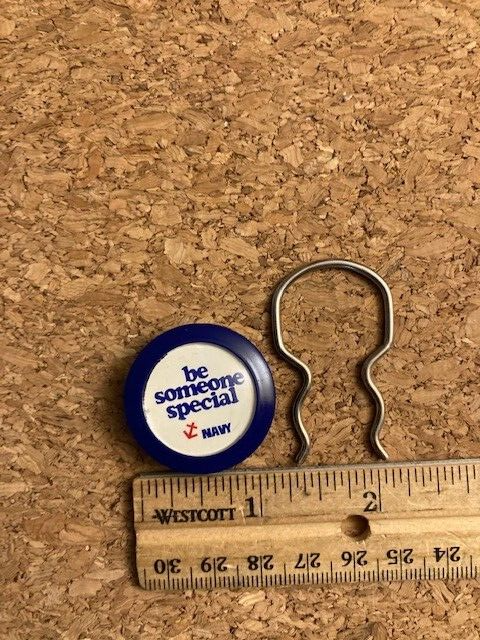 be
someone
special
NAVY
1 2
WESTCOTT
30 29 28 27 26 25 24